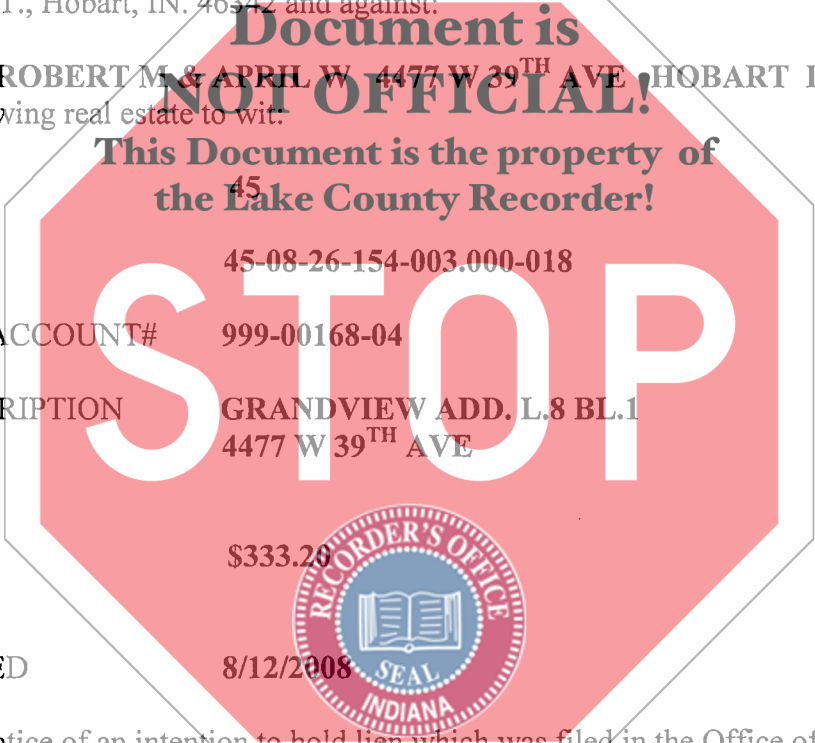 T., Hobart, IN. 46342 and against:
Document is
ROBERT M & APRIL W 4477 W 39TH AVE HOBART I
NOT OFFICIAL!
wing real estate to wit:
This Document is the property of
45
the Lake County Recorder!
45-08-26-154-003.000-018
STOP
ACCOUNT# 999-00168-04
RIPTION GRANDVIEW ADD. L.8 BL.1
4477 W 39TH AVE
$333.20
RECORDER'S OFFICE
SEAL
INDIANA
ED 8/12/2008
tice of an intention to hold lien which was filed in the Office of